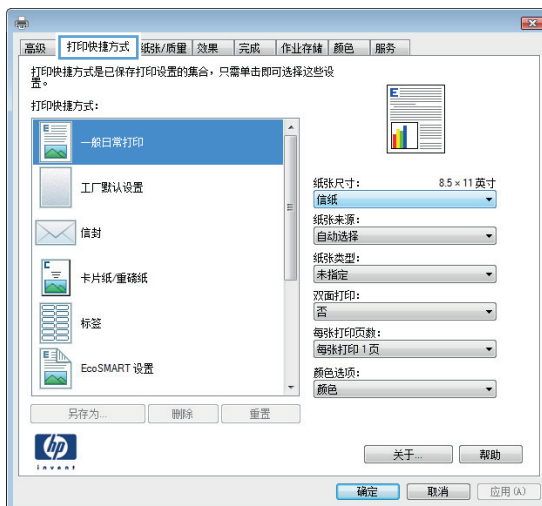 高级 打印快捷方式 纸张/质量 效果 完成 作业存储 颜色 服务
打印快捷方式是已保存打印设置的集合，只需单击即可选择这些设
置。
打印快捷方式：
一般日常打印
工厂默认设置
信封
卡片纸/重磅纸
标签
EcoSMART 设置
另存为... 删除 重置
纸张尺寸： 8.5 × 11 英寸
信纸
纸张来源：
自动选择
纸张类型：
未指定
双面打印：
否
每张打印页数：
每张打印 1 页
颜色选项：
颜色
hp
invent
关于... 帮助
确定 取消 应用 (A)